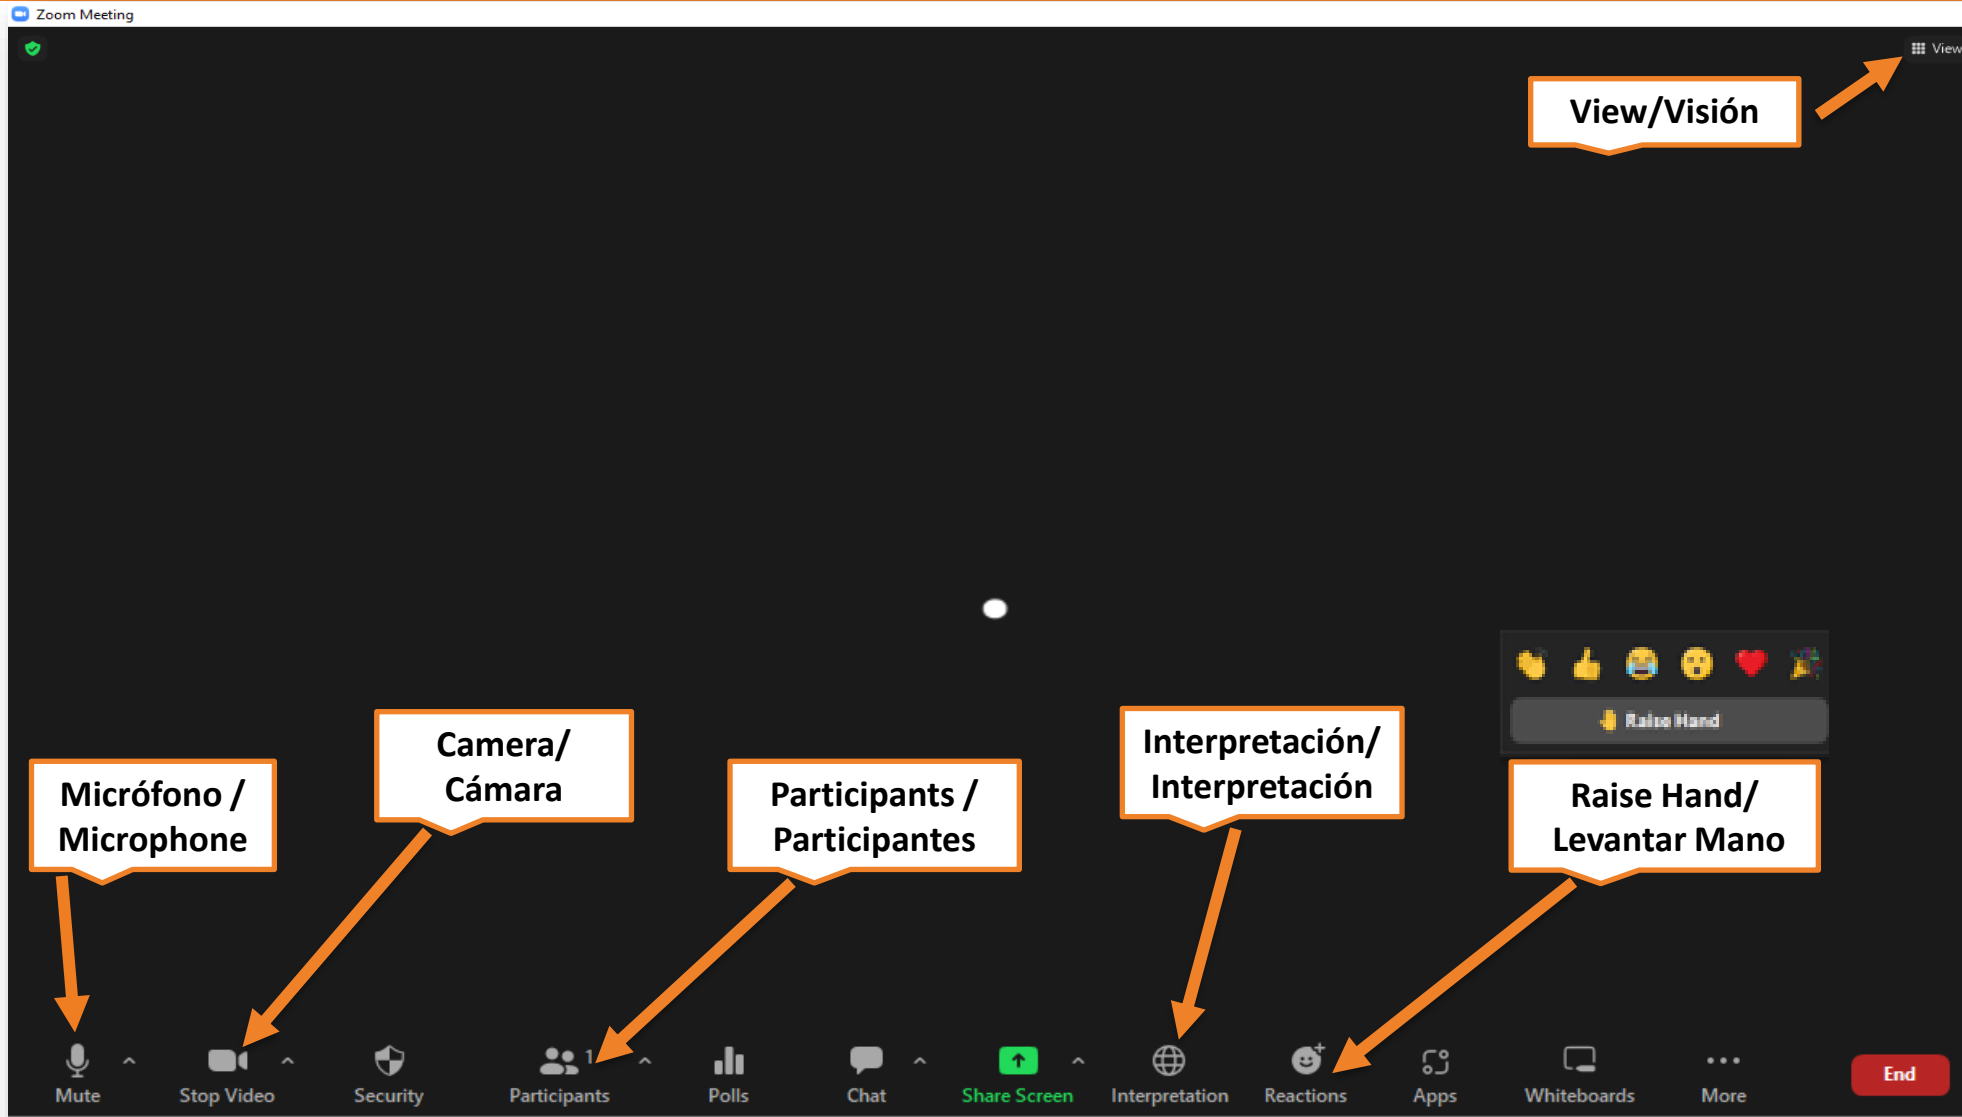 Zoom Meeting
View
View/Visión
Raise Hand
Camera/
Cámara
Interpretación/
Interpretación
Micrófono /
Microphone
Participants /
Participantes
Raise Hand/
Levantar Mano
1
Mute
Stop Video
Security
Participants
Polls
Chat
Share Screen
Interpretation
Reactions
Apps
Whiteboards
More
End